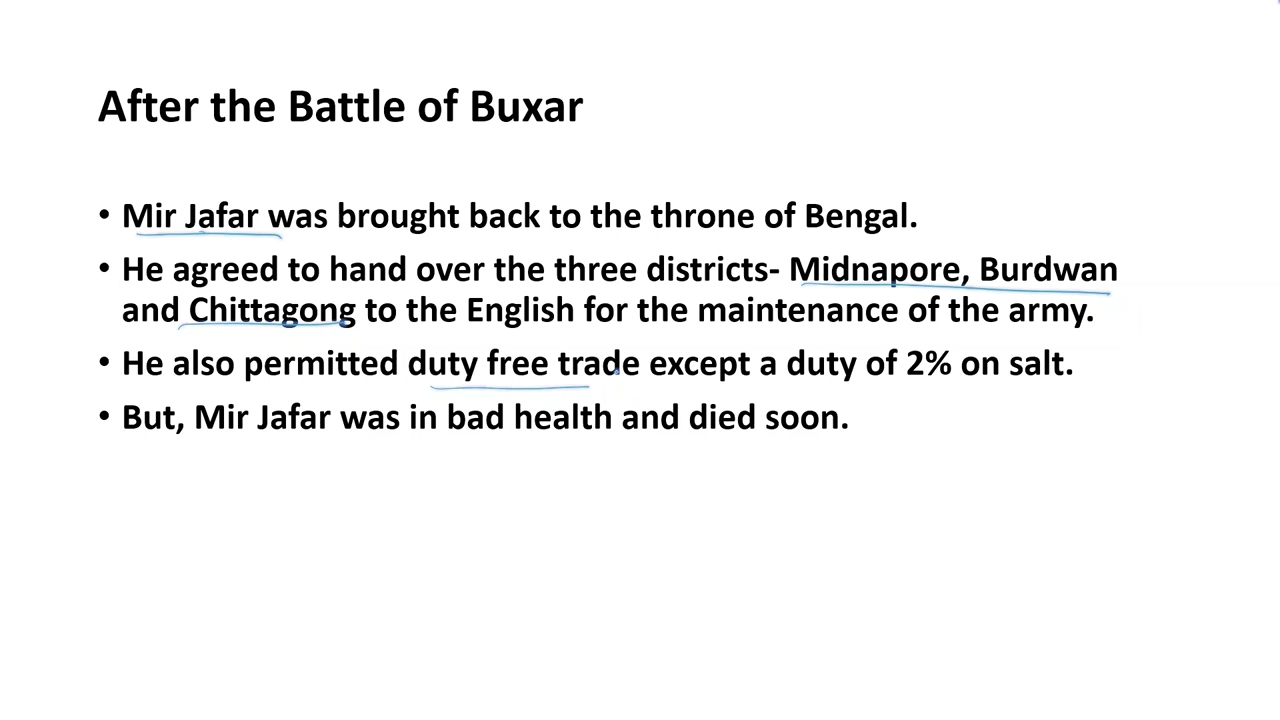 After the Battle of Buxar
• Mir Jafar was brought back to the throne of Bengal.
• He agreed to hand over the three districts- Midnapore, Burdwan
and Chittagong to the English for the maintenance of the army.
• He also permitted duty free trade except a duty of 2% on salt.
• But, Mir Jafar was in bad health and died soon.